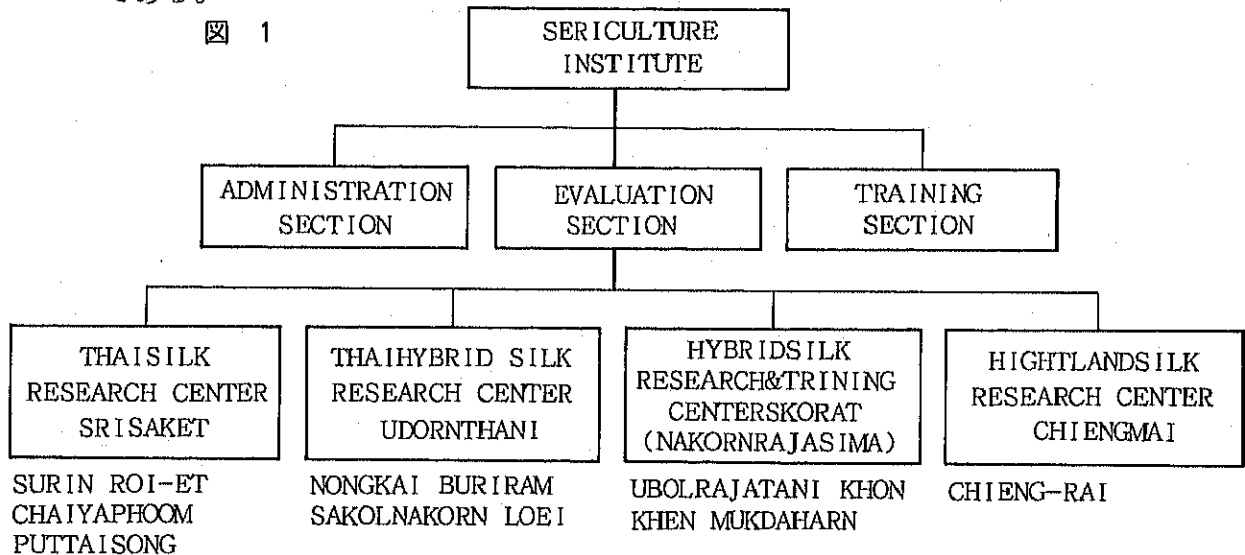 図 1
SERICULTURE
INSTITUTE
ADMINISTRATION
SECTION
EVALUATION
SECTION
TRAINING
SECTION
THAISILK
RESEARCH CENTER
SRISAKET
THAIHYBRID SILK
RESEARCH CENTER
UDORNTHANI
HYBRIDSILK
RESEARCH&TRINING
CENTERSKORAT
(NAKORNRAJASIMA)
HIGHTLANDSILK
RESEARCH CENTER
CHIENGMAI
SURIN ROI-ET
CHAIYAPHOOM
PUTTAISONG
NONGKAI BURIRAM
SAKOLNAKORN LOEI
UBOLRAJATANI KHON
KHEN MUKDAHARN
CHIENG-RAI